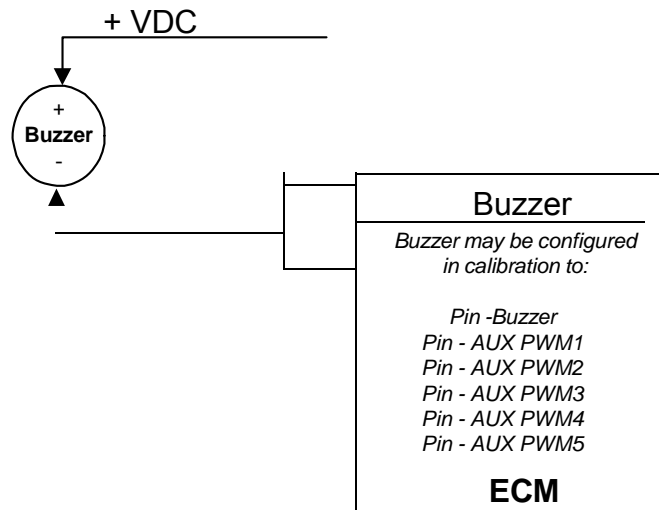 + VDC
+
Buzzer
-
Buzzer
Buzzer may be configured
in calibration to:
Pin -Buzzer
Pin - AUX PWM1
Pin - AUX PWM2
Pin - AUX PWM3
Pin - AUX PWM4
Pin - AUX PWM5
ECM